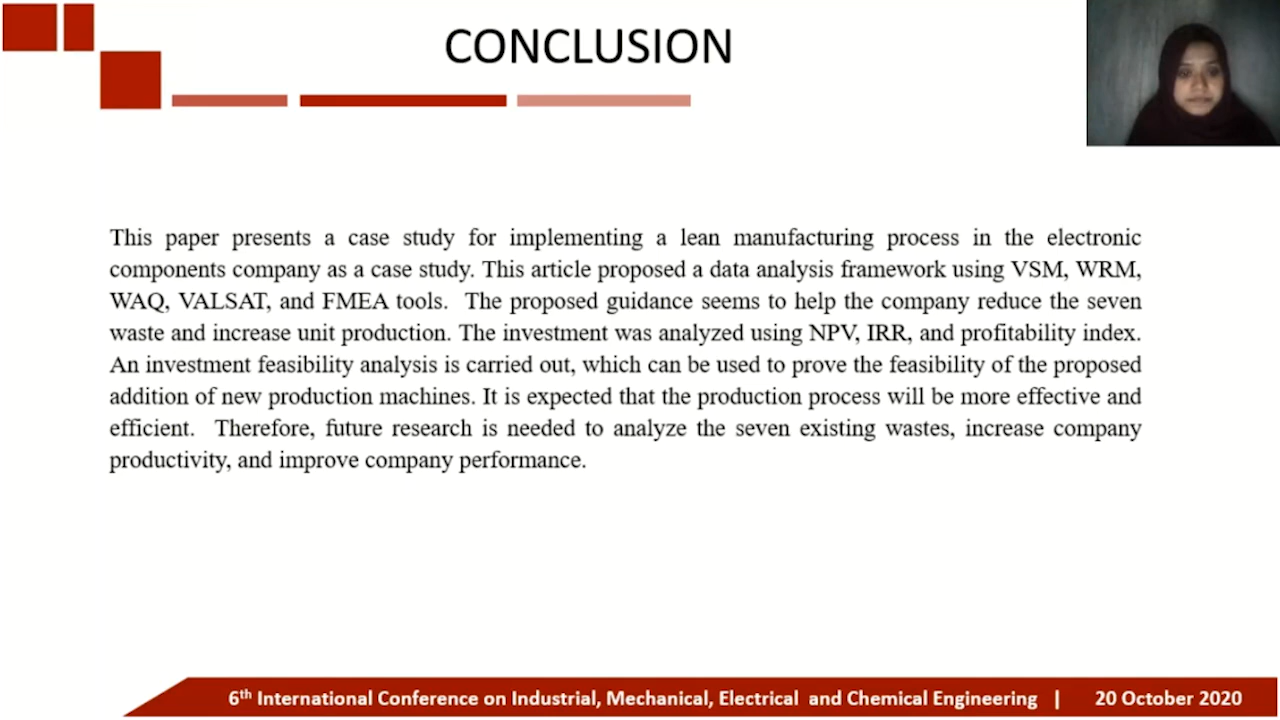 CONCLUSION
This paper presents a case study for implementing a lean manufacturing process in the electronic
components company as a case study. This article proposed a data analysis framework using VSM, WRM,
WAQ, VALSAT, and FMEA tools. The proposed guidance seems to help the company reduce the seven
waste and increase unit production. The investment was analyzed using NPV, IRR, and profitability index.
An investment feasibility analysis is carried out, which can be used to prove the feasibility of the proposed
addition of new production machines. It is expected that the production process will be more effective and
efficient. Therefore, future research is needed to analyze the seven existing wastes, increase company
productivity, and improve company performance.
6th International Conference on Industrial, Mechanical, Electrical and Chemical Engineering | 20 October 2020